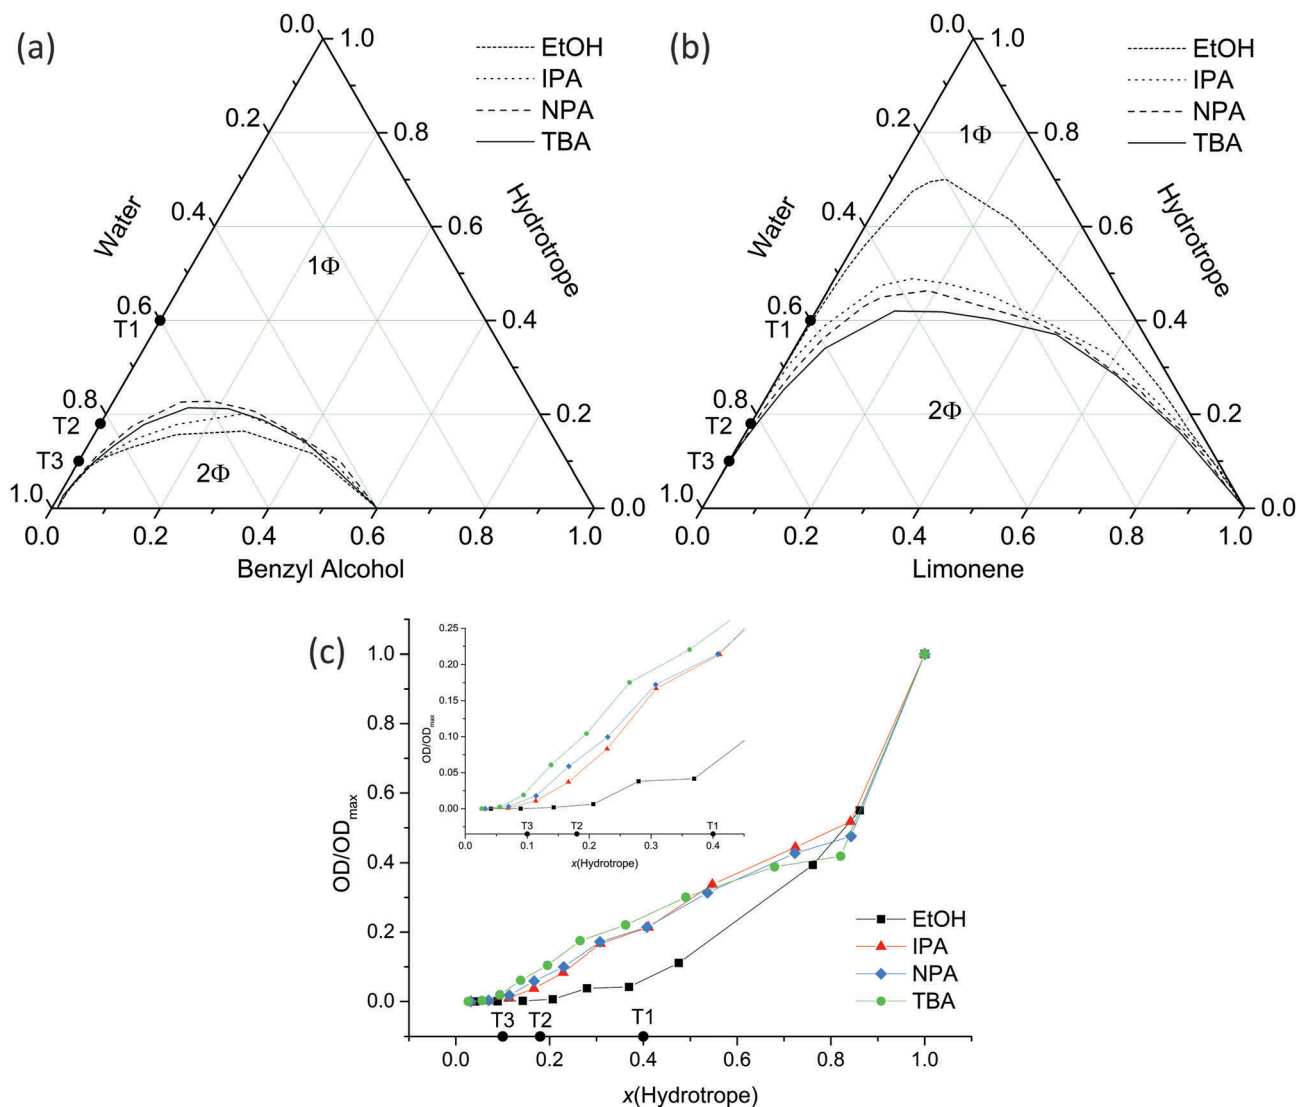 (a)
0.0 1.0
EtOH
IPA
NPA
TBA
0.2 0.8
Water
Hydrotrope
0.4 0.6
1Φ
0.6 0.4
T1
0.8 0.2
T2
T3
2Φ
1.0 0.0
0.0 0.2 0.4 0.6 0.8 1.0
Benzyl Alcohol
(b)
0.0 1.0
EtOH
IPA
NPA
TBA
1Φ
0.2 0.8
Water
Hydrotrope
0.4 0.6
0.6 0.4
T1
0.8 0.2
T2
T3
2Φ
1.0 0.0
0.0 0.2 0.4 0.6 0.8 1.0
Limonene
(c)
OD/ODmax
1.0
0.8
0.6
0.4
0.2
0.0
0.25
0.20
0.15
0.10
0.05
0.00
OD/ODmax
T3 T2 T1
0.0 0.1 0.2 0.3 0.4
x(Hydrotrope)
EtOH
IPA
NPA
TBA
T3 T2 T1
0.0 0.2 0.4 0.6 0.8 1.0
x(Hydrotrope)